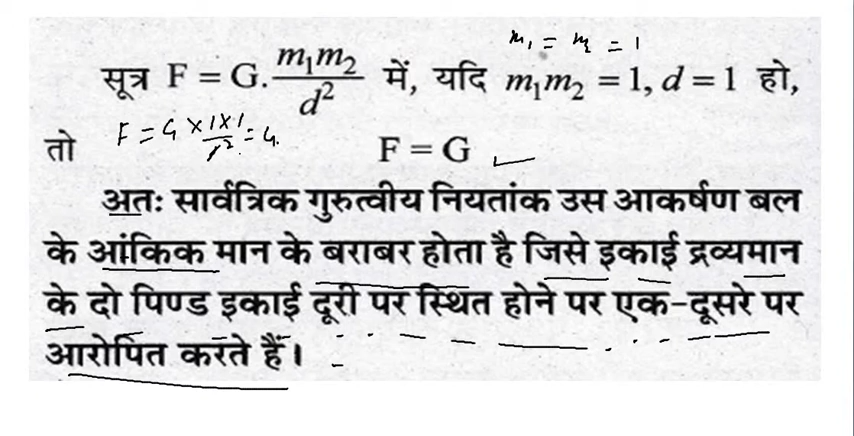 m₁ = m₂ = 1
सूत्र F = G. m₁m₂/d² में, यदि m₁m₂ = 1, d = 1 हो,
F = G × 1×1/1² = G.
तो F = G
अतः सार्वत्रिक गुरुत्वीय नियतांक उस आकर्षण बल
के आंकिक मान के बराबर होता है जिसे इकाई द्रव्यमान
के दो पिण्ड इकाई दूरी पर स्थित होने पर एक-दूसरे पर
आरोपित करते हैं।